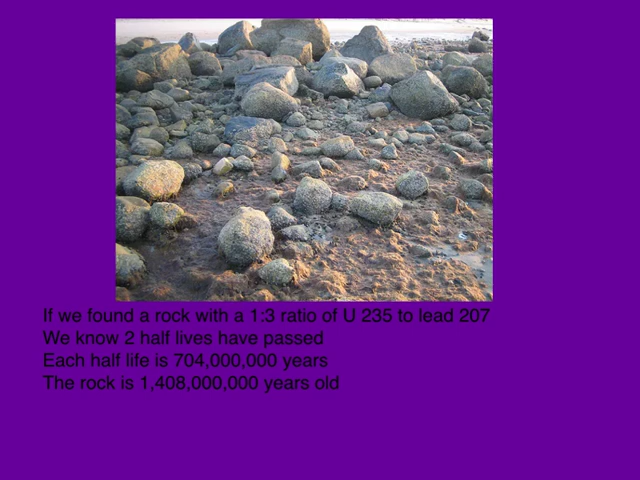 If we found a rock with a 1:3 ratio of U 235 to lead 207
We know 2 half lives have passed
Each half life is 704,000,000 years
The rock is 1,408,000,000 years old